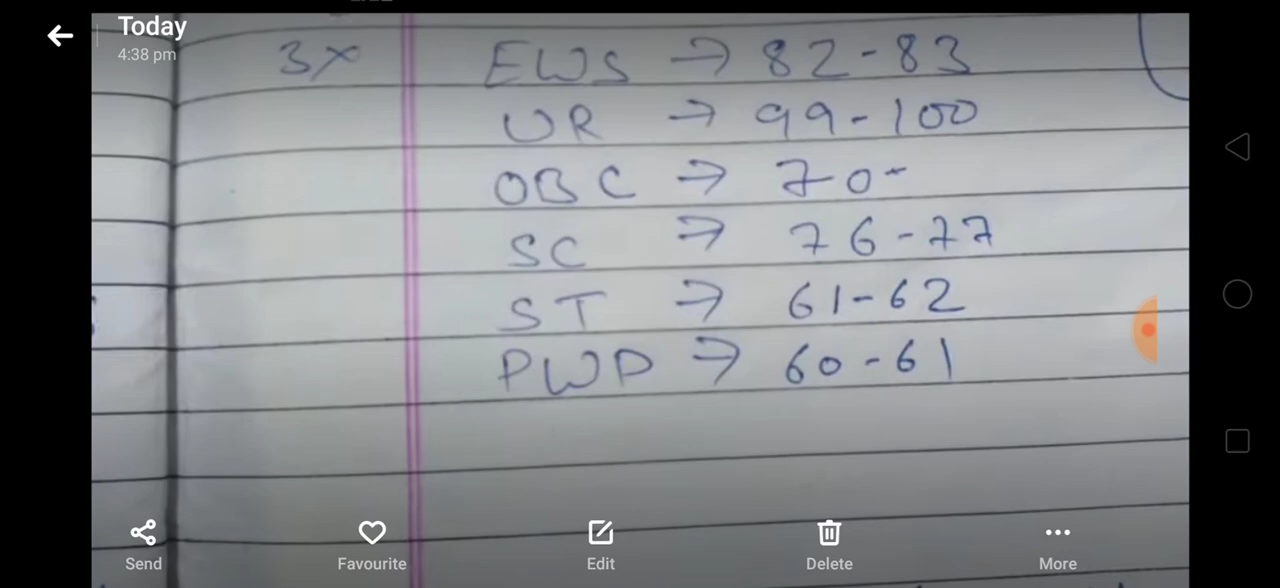 Today
4:38 pm
3x EWS → 82-83
UR → 99-100
OBC → 70-
SC → 76-77
ST → 61-62
PWD → 60-61
Send Favourite Edit Delete More